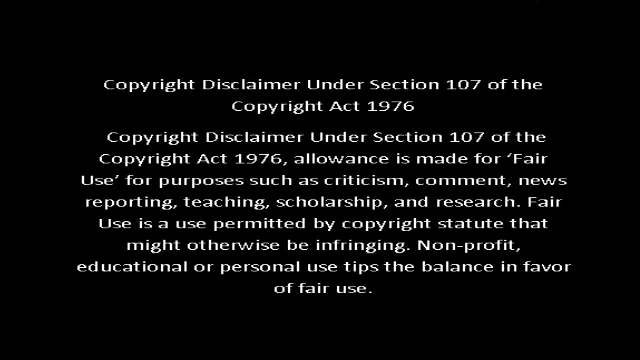 Copyright Disclaimer Under Section 107 of the
Copyright Act 1976
Copyright Disclaimer Under Section 107 of the
Copyright Act 1976, allowance is made for ‘Fair
Use’ for purposes such as criticism, comment, news
reporting, teaching, scholarship, and research. Fair
Use is a use permitted by copyright statute that
might otherwise be infringing. Non-profit,
educational or personal use tips the balance in favor
of fair use.